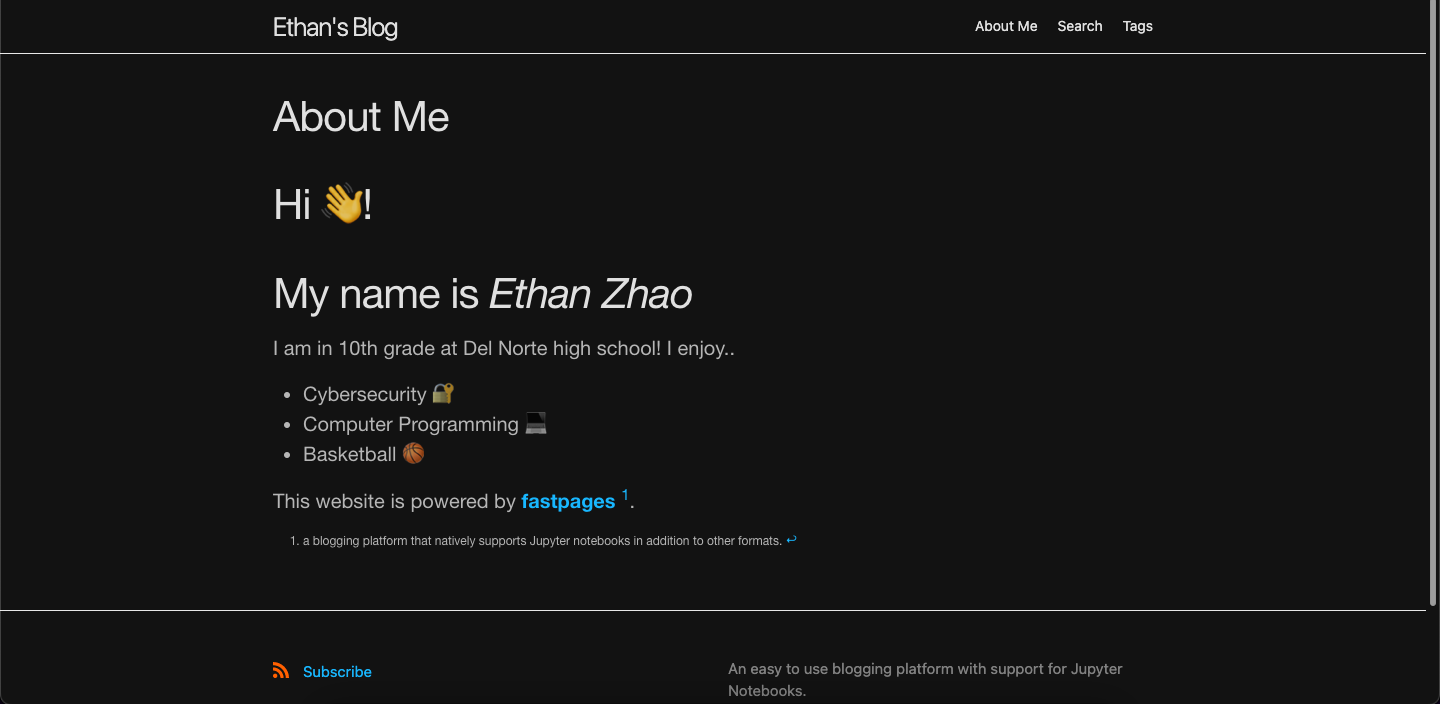 Ethan's Blog
About Me Search Tags
About Me
Hi 👋!
My name is Ethan Zhao
I am in 10th grade at Del Norte high school! I enjoy..
• Cybersecurity 🔐
• Computer Programming 💻
• Basketball 🏀
This website is powered by fastpages 1.
1. a blogging platform that natively supports Jupyter notebooks in addition to other formats. ↩
Subscribe
An easy to use blogging platform with support for Jupyter
Notebooks.